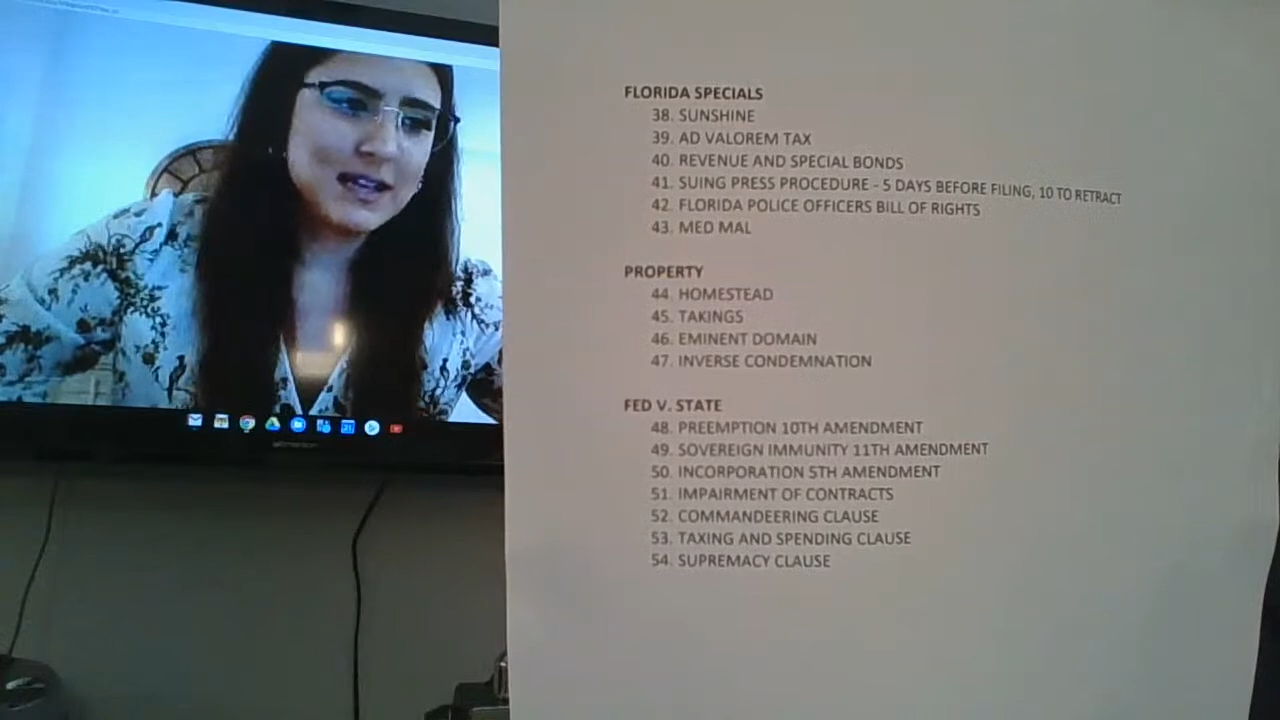 FLORIDA SPECIALS
38. SUNSHINE
39. AD VALOREM TAX
40. REVENUE AND SPECIAL BONDS
41. SUING PRESS PROCEDURE - 5 DAYS BEFORE FILING, 10 TO RETRACT
42. FLORIDA POLICE OFFICERS BILL OF RIGHTS
43. MED MAL
PROPERTY
44. HOMESTEAD
45. TAKINGS
46. EMINENT DOMAIN
47. INVERSE CONDEMNATION
FED V. STATE
48. PREEMPTION 10TH AMENDMENT
49. SOVEREIGN IMMUNITY 11TH AMENDMENT
50. INCORPORATION 5TH AMENDMENT
51. IMPAIRMENT OF CONTRACTS
52. COMMANDEERING CLAUSE
53. TAXING AND SPENDING CLAUSE
54. SUPREMACY CLAUSE